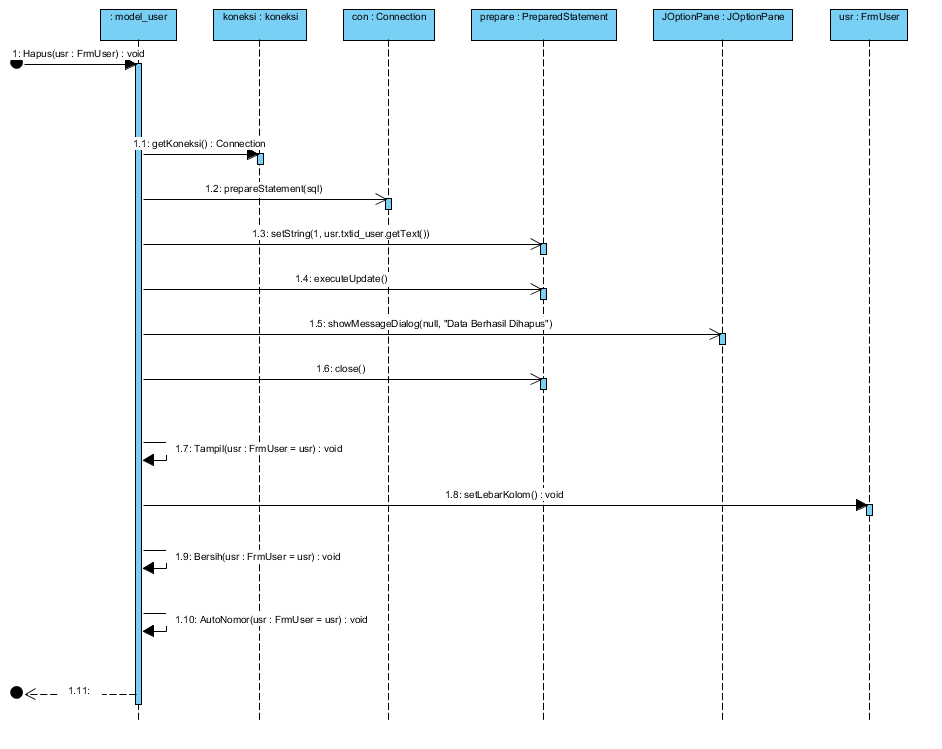 : model_user
koneksi : koneksi
con : Connection
prepare : PreparedStatement
JOptionPane : JOptionPane
usr : FrmUser
1: Hapus(usr : FrmUser) : void
1.1: getKoneksi() : Connection
1.2: prepareStatement(sql)
1.3: setString(1, usr.txtid_user.getText())
1.4: executeUpdate()
1.5: showMessageDialog(null, "Data Berhasil Dihapus")
1.6: close()
1.7: Tampil(usr : FrmUser = usr) : void
1.8: setLebarKolom() : void
1.9: Bersih(usr : FrmUser = usr) : void
1.10: AutoNomor(usr : FrmUser = usr) : void
1.11: